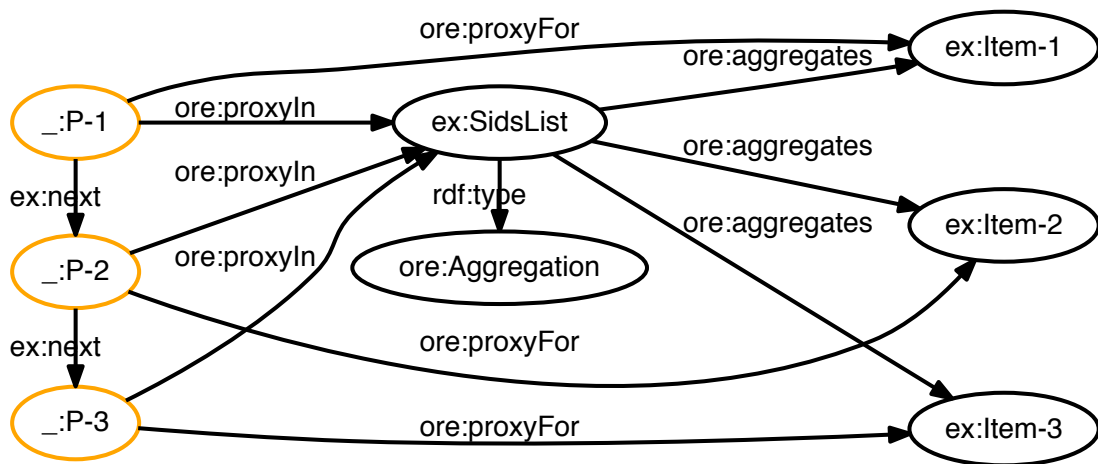 ore:proxyFor
ex:Item-1
ore:aggregates
_:P-1
ore:proxyIn
ex:SidsList
ore:proxyIn
ore:aggregates
ex:next
rdf:type
ore:aggregates
ex:Item-2
ore:proxyIn
_:P-2
ore:Aggregation
ex:next
ore:proxyFor
_:P-3
ore:proxyFor
ex:Item-3